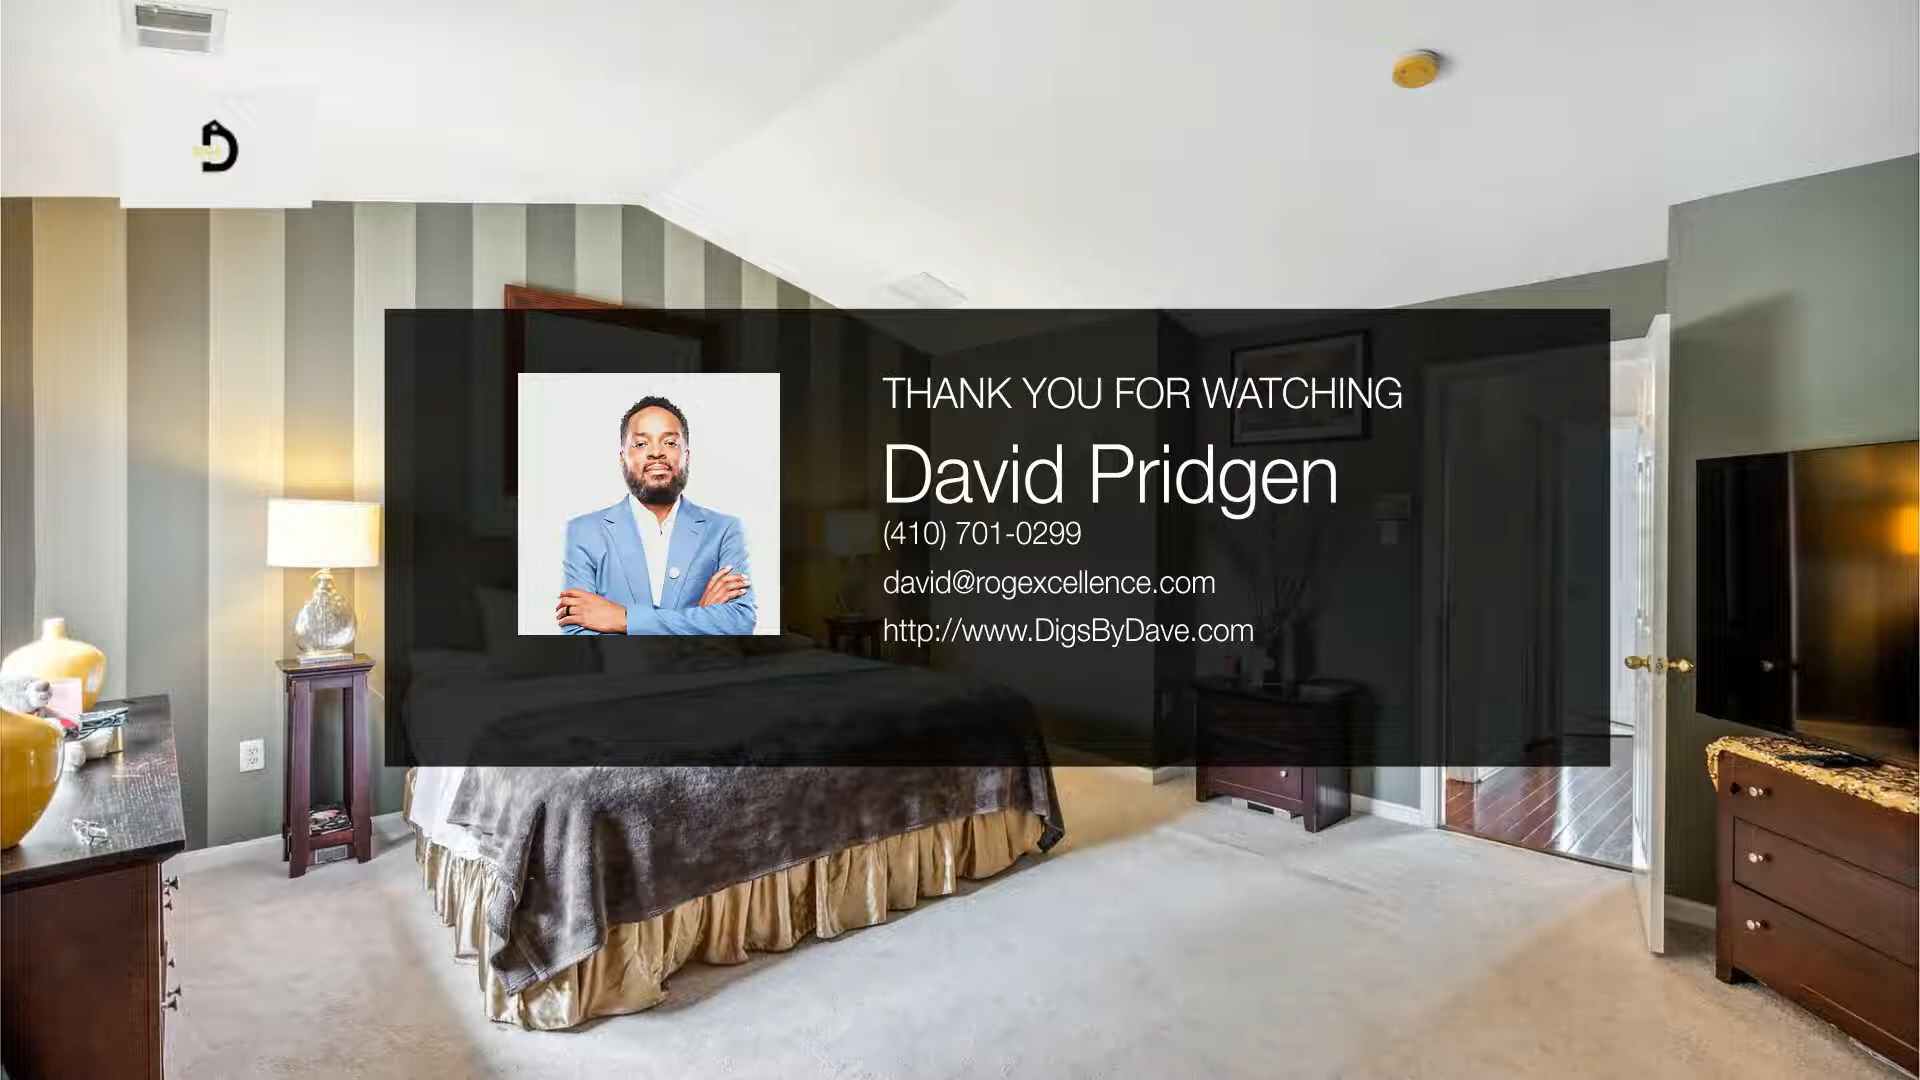 THANK YOU FOR WATCHING
David Pridgen
(410) 701-0299
david@rogexcellence.com
http://www.DigsByDave.com